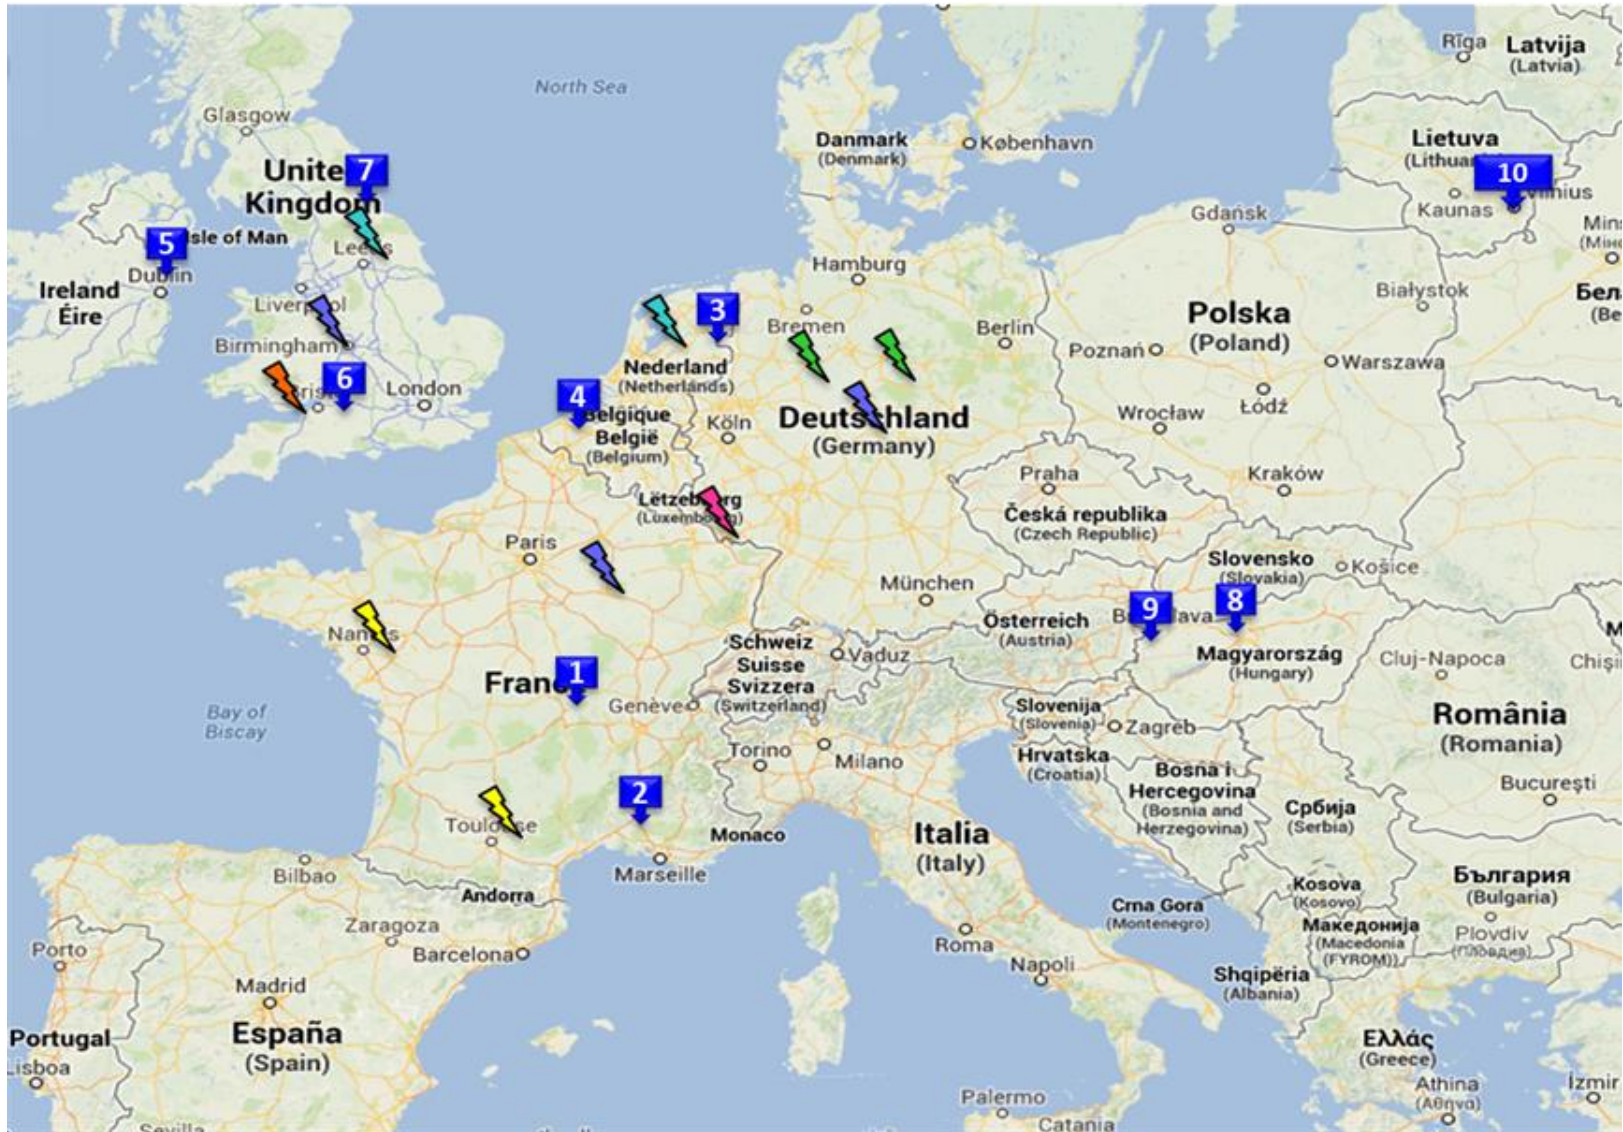 North Sea
Glasgow
Rīga
Latvija
(Latvia)
Danmark
(Denmark)
København
Lietuva
10
Kaunas
Gdańsk
7
Kingdom
Isle of Man
5
Dublin
Ireland
Éire
Leeds
Liverpool
Birmingham
6
London
Hamburg
Bremen
Berlin
3
Nederland
(Netherlands)
4
Belgique
België
(Belgium)
Köln
Deutschland
(Germany)
Białystok
Polska
(Poland)
Poznań
Warszawa
Łódź
Wrocław
Kraków
Praha
Česká republika
(Czech Republic)
Slovensko
(Slovakia)
Košice
Paris
München
Österreich
(Austria)
9
8
Magyarország
(Hungary)
Cluj-Napoca
Nantes
1
Genève
Schweiz
Suisse
Svizzera
(Switzerland)
Vaduz
Bay of
Biscay
Slovenija
(Slovenia)
Zagreb
Hrvatska
(Croatia)
Torino
Milano
România
(Romania)
București
Bosna i
Hercegovina
(Bosnia and
Herzegovina)
Србија
(Serbia)
2
Toulouse
Monaco
Marseille
Italia
(Italy)
Bilbao
Andorra
Zaragoza
Barcelona
Porto
Madrid
España
(Spain)
Portugal
Roma
Napoli
Crna Gora
(Montenegro)
Kosova
(Kosovo)
Македонија
(Macedonia
(FYROM))
България
(Bulgaria)
Plovdiv
(Пловдив)
Shqipëria
(Albania)
Ελλάς
(Greece)
Athina
(Αθήνα)
İzmir
Palermo
Catania